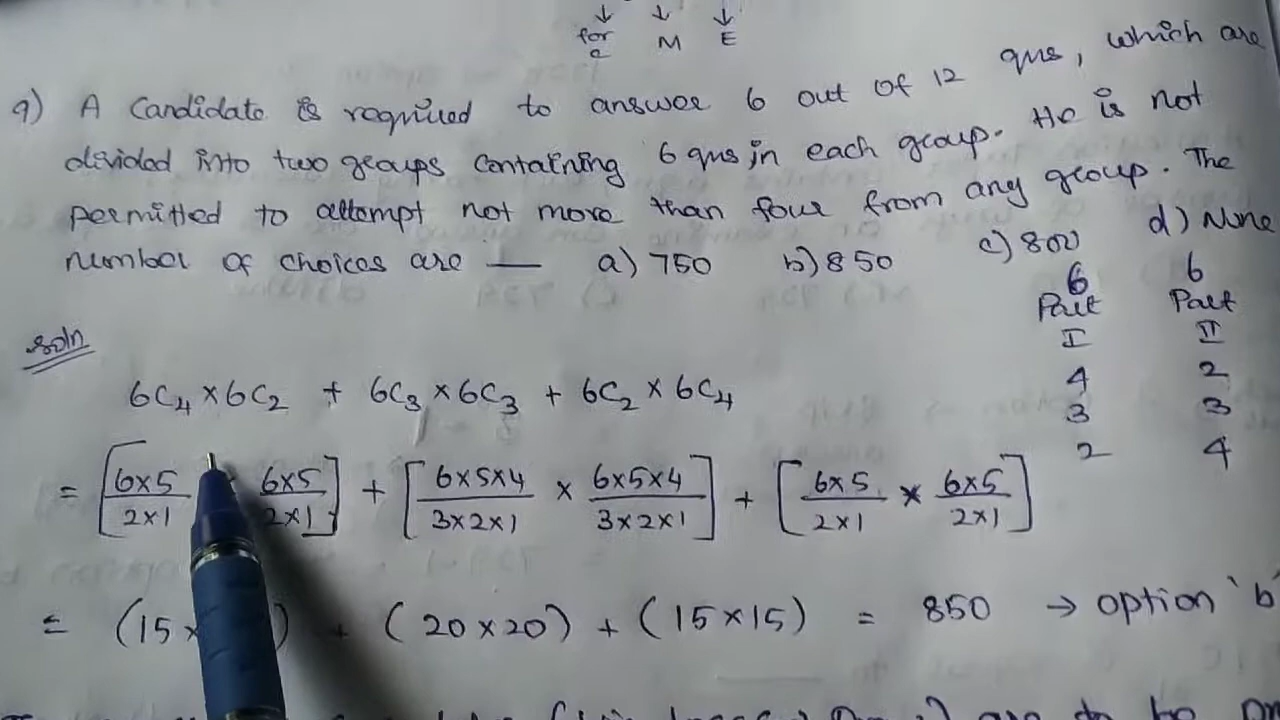 ↓ ↓ ↓
for M E
c
9) A candidate is required to answer 6 out of 12 qns, which are
divided into two groups containing 6 qns in each group. He is not
permitted to attempt not more than four from any group. The
number of choices are — a) 750 b) 850 c) 800 d) None
6 6
Part Part
I II
4 2
3 3
2 4
Soln
6C₄ × 6C₂ + 6C₃ × 6C₃ + 6C₂ × 6C₄
= [6×5/2×1 6×5/2×1] + [6×5×4/3×2×1 × 6×5×4/3×2×1] + [6×5/2×1 × 6×5/2×1]
= (15× ) + (20×20) + (15×15) = 850 → option 'b'